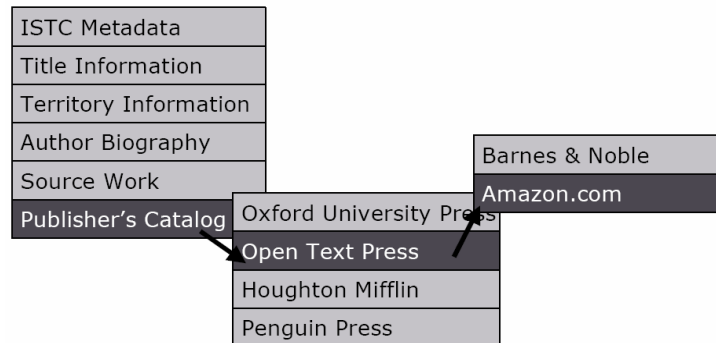 ISTC Metadata
Title Information
Territory Information
Author Biography
Source Work
Publisher’s Catalog
Oxford University Press
Open Text Press
Houghton Mifflin
Penguin Press
Barnes & Noble
Amazon.com